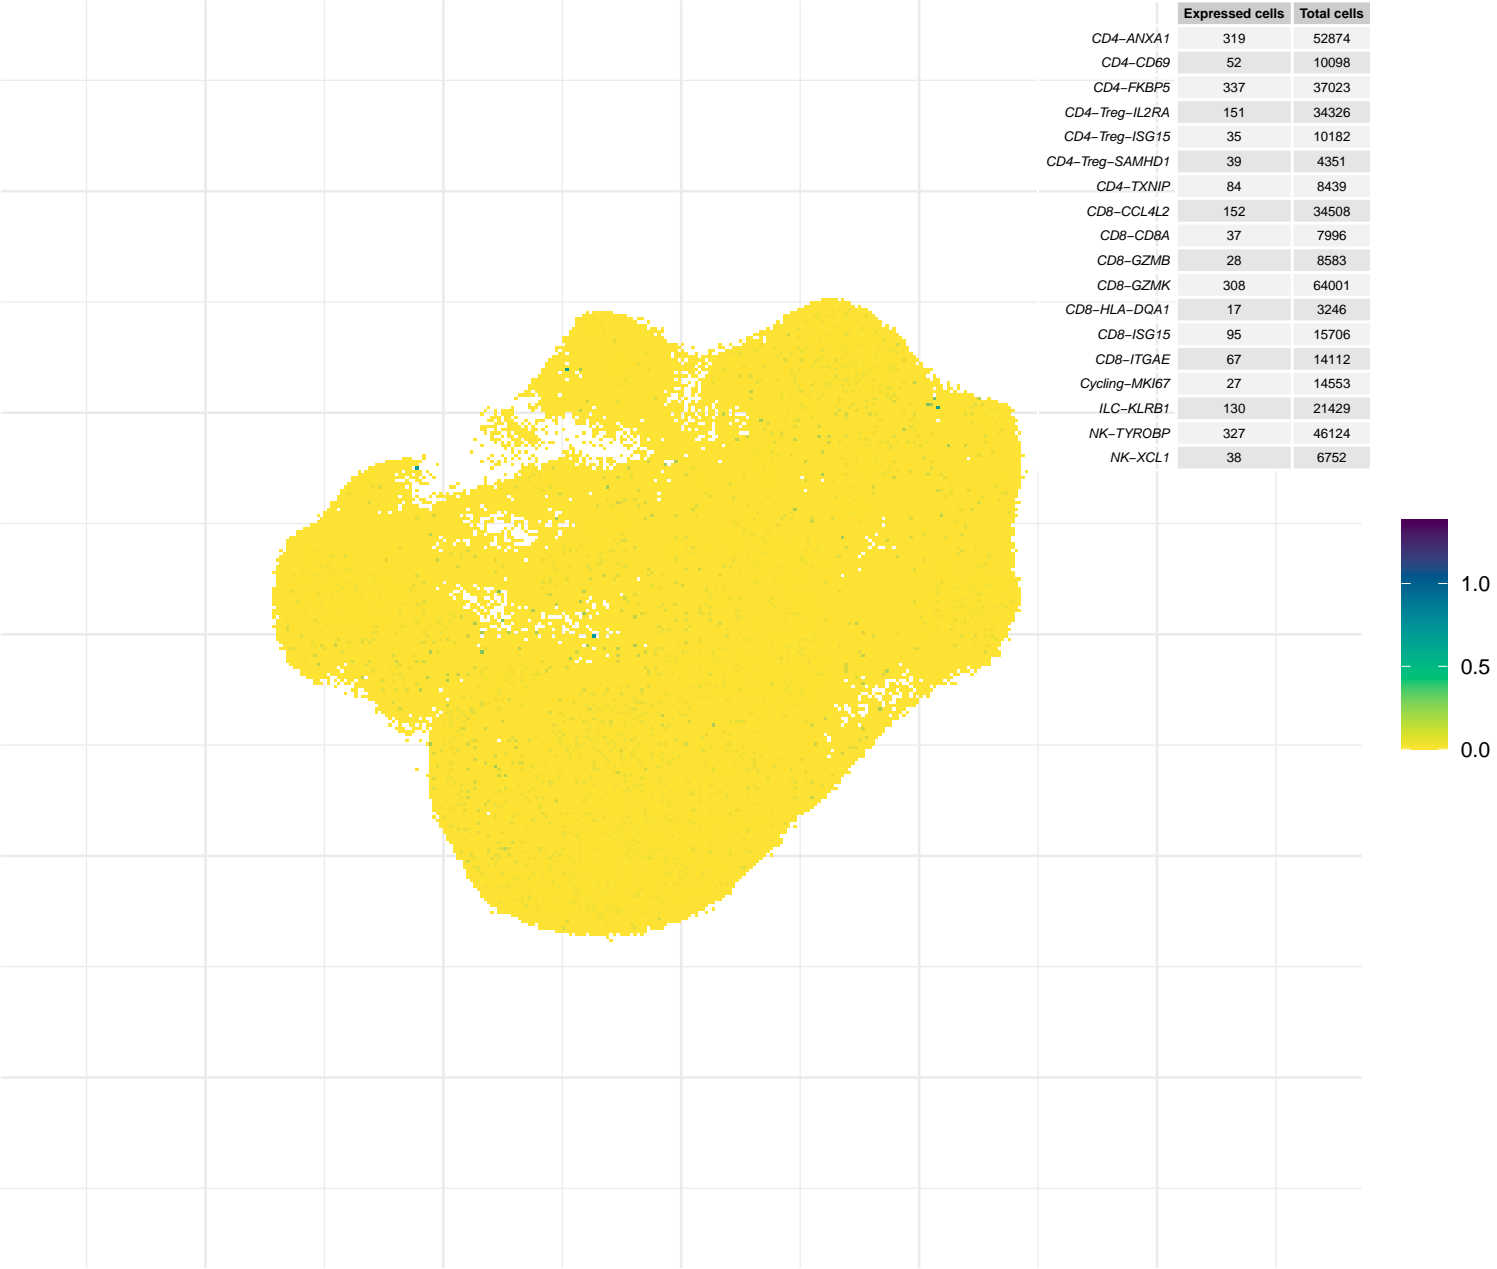 Expressed cells Total cells
CD4−ANXA1 319 52874
CD4−CD69 52 10098
CD4−FKBP5 337 37023
CD4−Treg−IL2RA 151 34326
CD4−Treg−ISG15 35 10182
CD4−Treg−SAMHD1 39 4351
CD4−TXNIP 84 8439
CD8−CCL4L2 152 34508
CD8−CD8A 37 7996
CD8−GZMB 28 8583
CD8−GZMK 308 64001
CD8−HLA−DQA1 17 3246
CD8−ISG15 95 15706
CD8−ITGAE 67 14112
Cycling−MKI67 27 14553
ILC−KLRB1 130 21429
NK−TYROBP 327 46124
NK−XCL1 38 6752
1.0
0.5
0.0